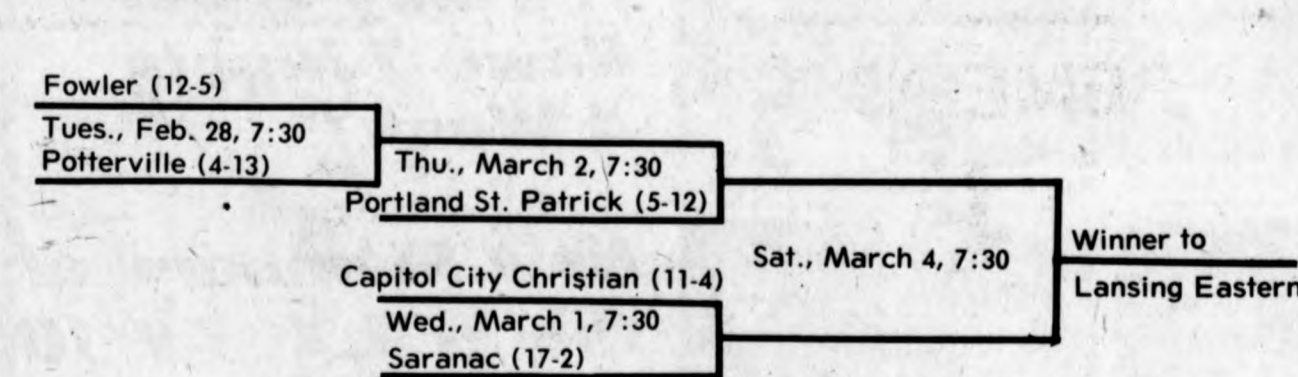 Fowler (12-5)
Tues., Feb. 28, 7:30
Potterville (4-13)
Thu., March 2, 7:30
Portland St. Patrick (5-12)
Capitol City Christian (11-4)
Wed., March 1, 7:30
Saranac (17-2)
Sat., March 4, 7:30
Winner to
Lansing Eastern